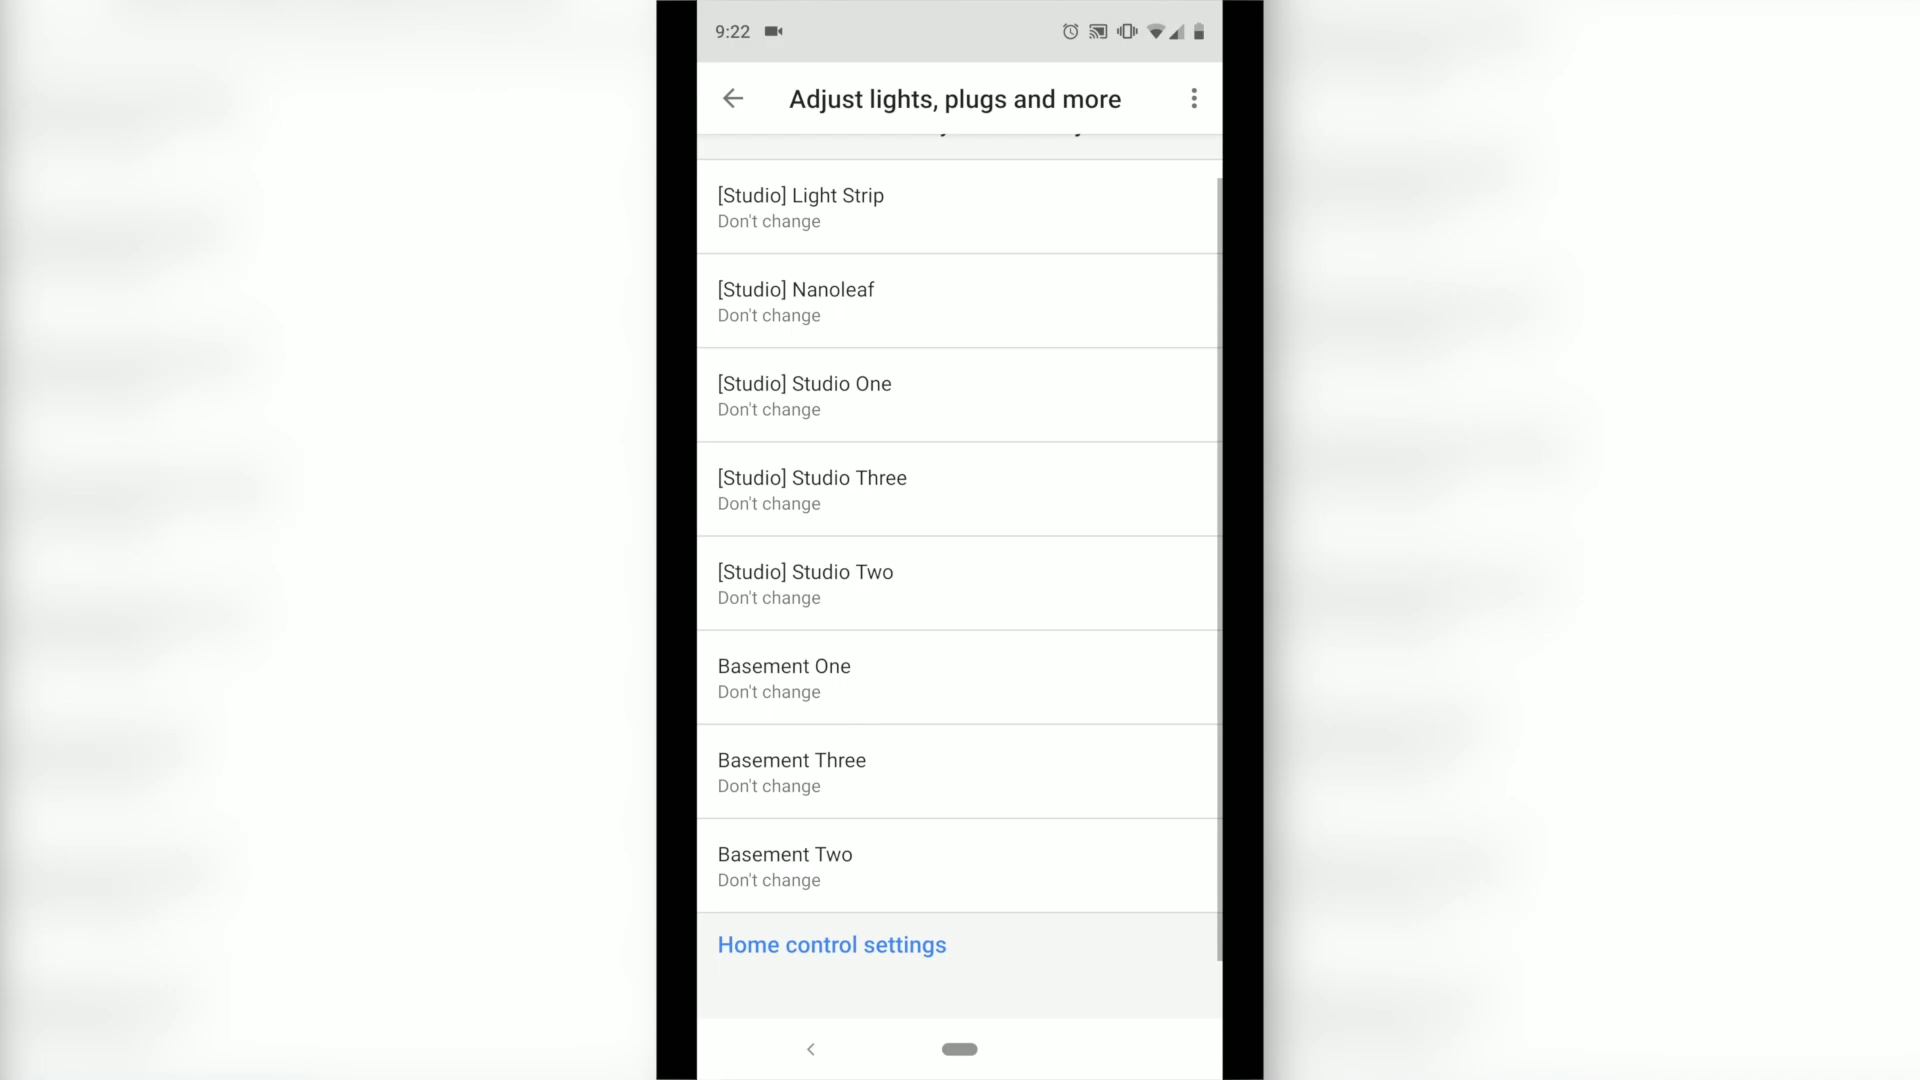 9:22
Adjust lights, plugs and more
[Studio] Light Strip
Don't change
[Studio] Nanoleaf
Don't change
[Studio] Studio One
Don't change
[Studio] Studio Three
Don't change
[Studio] Studio Two
Don't change
Basement One
Don't change
Basement Three
Don't change
Basement Two
Don't change
Home control settings